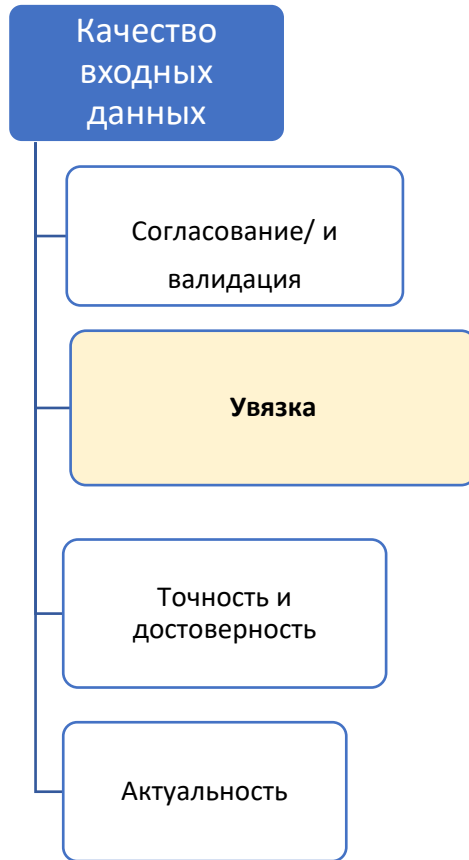 Качество
входных
данных
Согласование/ и
валидация
Увязка
Точность и
достоверность
Актуальность